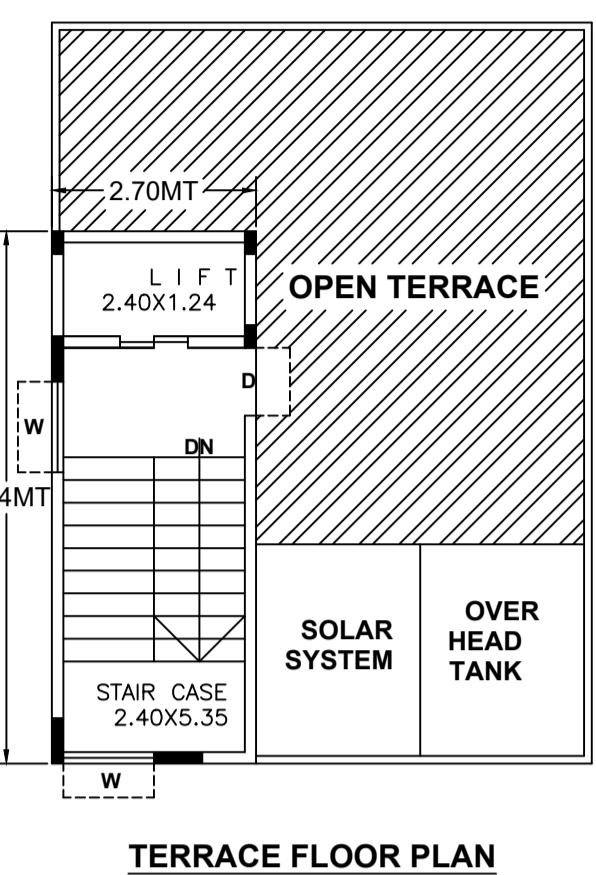 2.70MT
L I F T
2.40X1.24
OPEN TERRACE
D
W
DN
4MT
SOLAR
SYSTEM
OVER
HEAD
TANK
STAIR CASE
2.40X5.35
W
TERRACE FLOOR PLAN